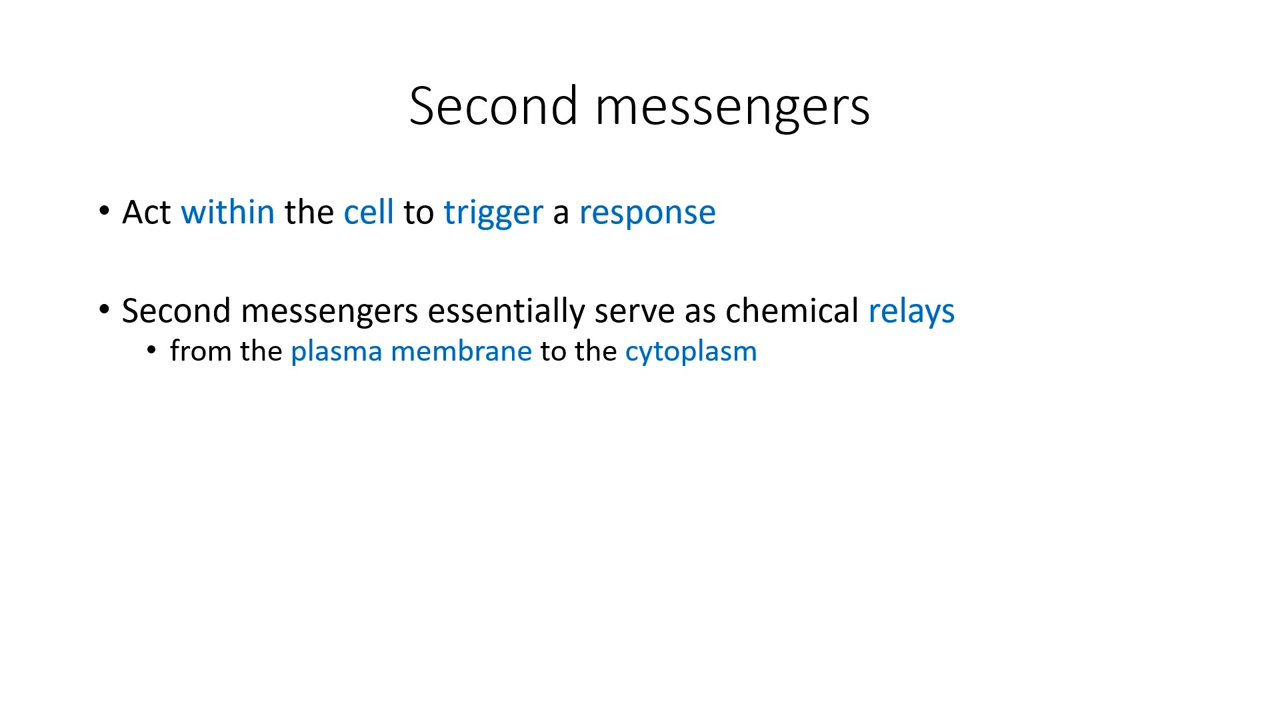 Second messengers
• Act within the cell to trigger a response
• Second messengers essentially serve as chemical relays
• from the plasma membrane to the cytoplasm